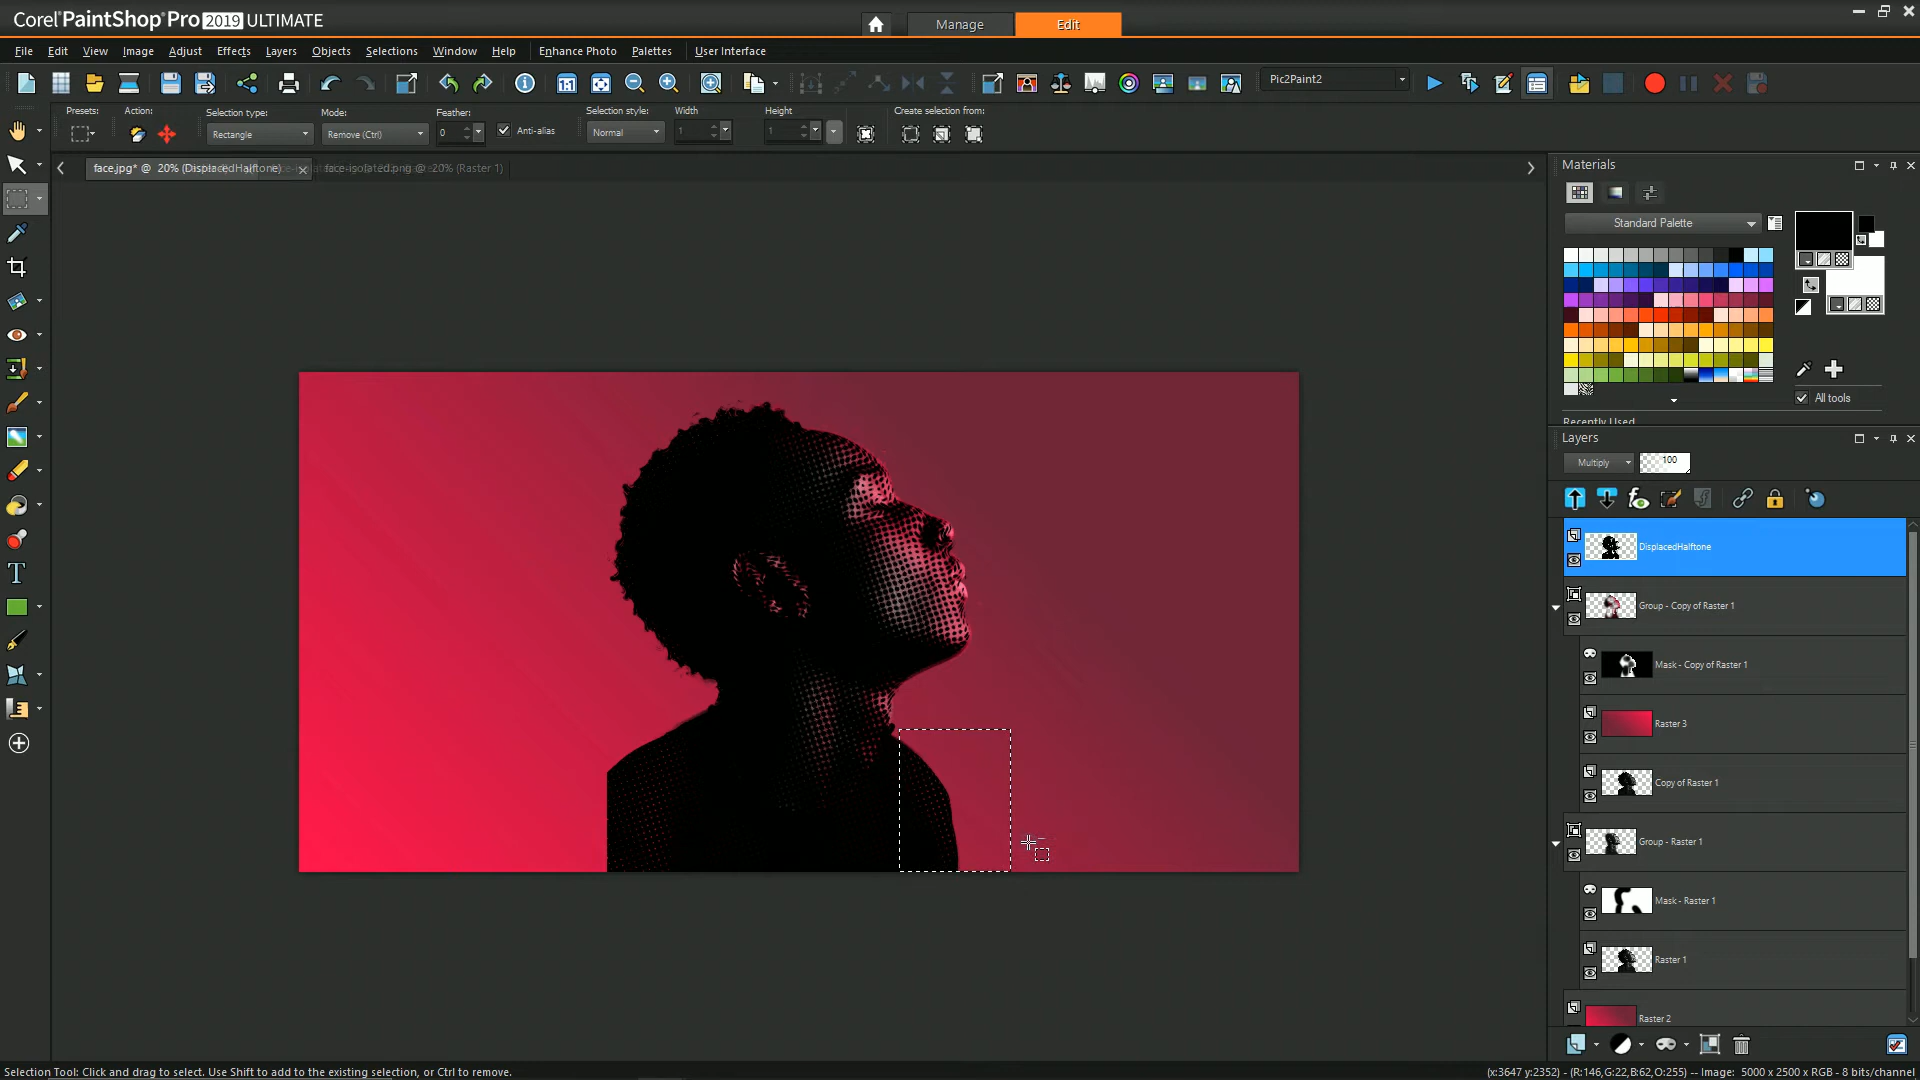 Corel PaintShop Pro 2019 ULTIMATE
Manage
Edit
File Edit View Image Adjust Effects Layers Objects Selections Window Help Enhance Photo Palettes User Interface
Pic2Paint2
Presets: Action: Selection type: Mode: Feather: Selection style: Width Height Create selection from:
Rectangle Remove (Ctrl) 0 Anti-alias Normal 1 1
face.jpg* @ 20% (DisplacedHalftone)
face-isolated.png @ 20% (Raster 1)
Materials
Standard Palette
All tools
Recently Used
Layers
Multiply 100
DisplacedHalftone
Group - Copy of Raster 1
Mask - Copy of Raster 1
Raster 3
Copy of Raster 1
Group - Raster 1
Mask - Raster 1
Raster 1
Raster 2
Selection Tool: Click and drag to select. Use Shift to add to the existing selection, or Ctrl to remove.
(x:3647 y:2352) - (R:146,G:22,B:62,O:255) -- Image: 5000 x 2500 x RGB - 8 bits/channel